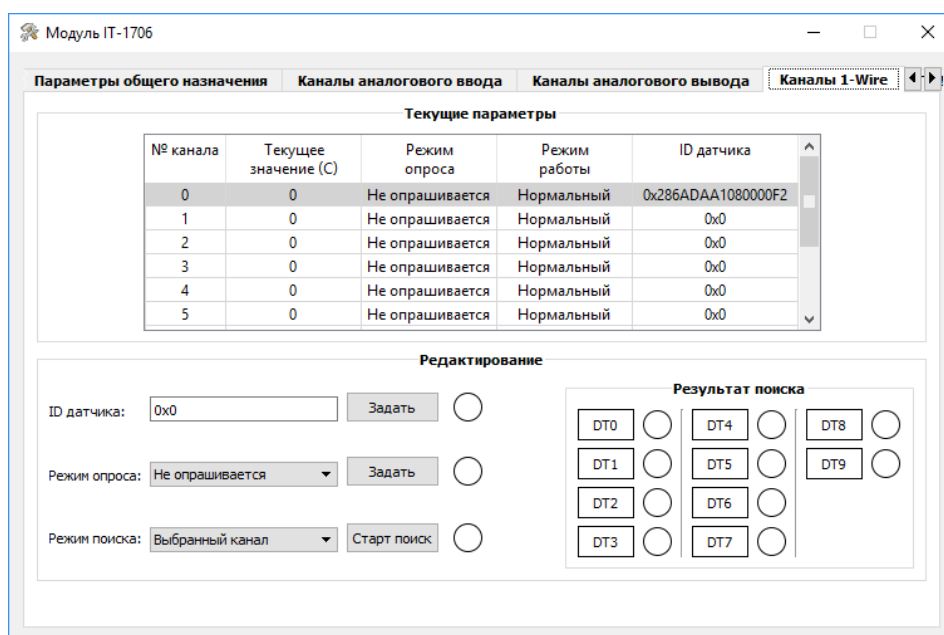 Модуль IT-1706
Параметры общего назначения Каналы аналогового ввода Каналы аналогового вывода Каналы 1-Wire
Текущие параметры
№ канала Текущее значение (С) Режим опроса Режим работы ID датчика
0 0 Не опрашивается Нормальный 0x286ADAA1080000F2
1 0 Не опрашивается Нормальный 0x0
2 0 Не опрашивается Нормальный 0x0
3 0 Не опрашивается Нормальный 0x0
4 0 Не опрашивается Нормальный 0x0
5 0 Не опрашивается Нормальный 0x0
Редактирование
ID датчика: 0x0 Задать
Режим опроса: Не опрашивается Задать
Режим поиска: Выбранный канал Старт поиск
Результат поиска
DT0 DT4 DT8
DT1 DT5 DT9
DT2 DT6
DT3 DT7